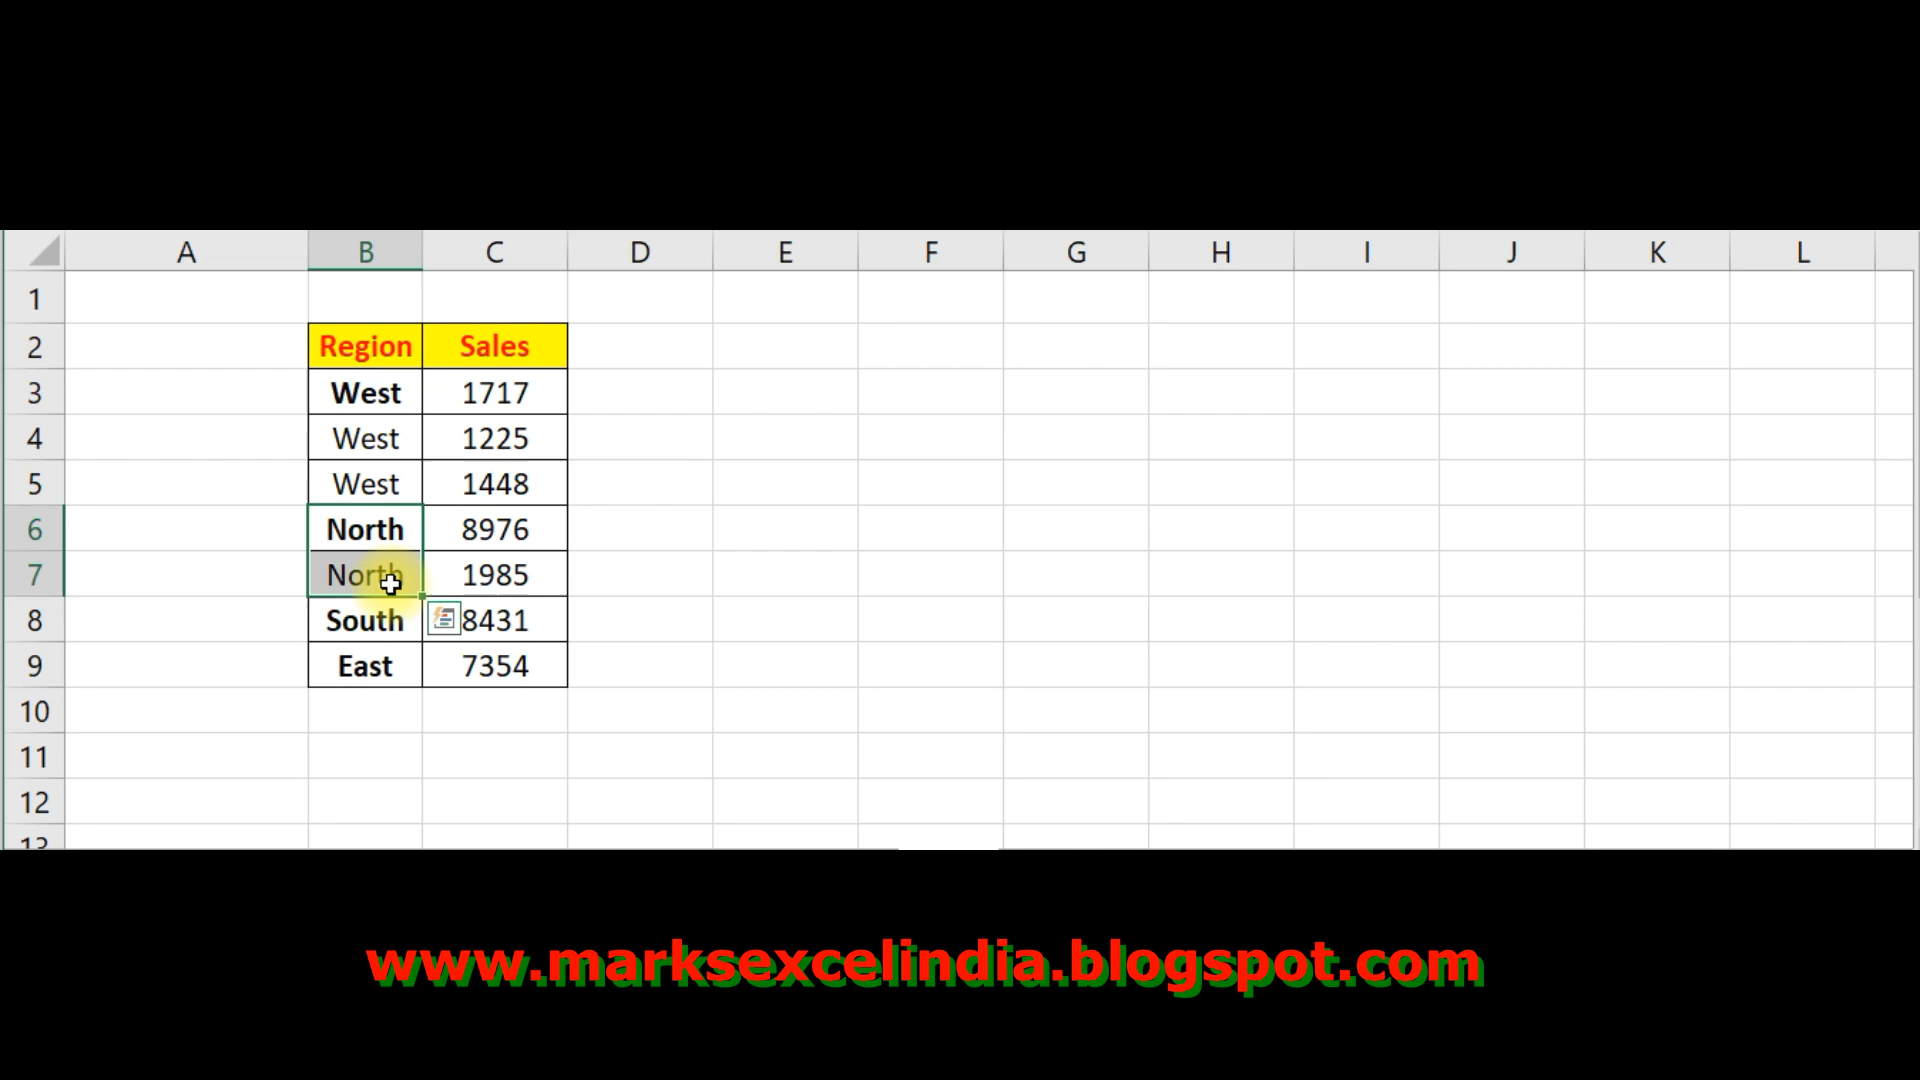 A B C D E F G H I J K L
1
2 Region Sales
3 West 1717
4 West 1225
5 West 1448
6 North 8976
7 North 1985
8 South 8431
9 East 7354
10
11
12
13
www.marksexcelindia.blogspot.com